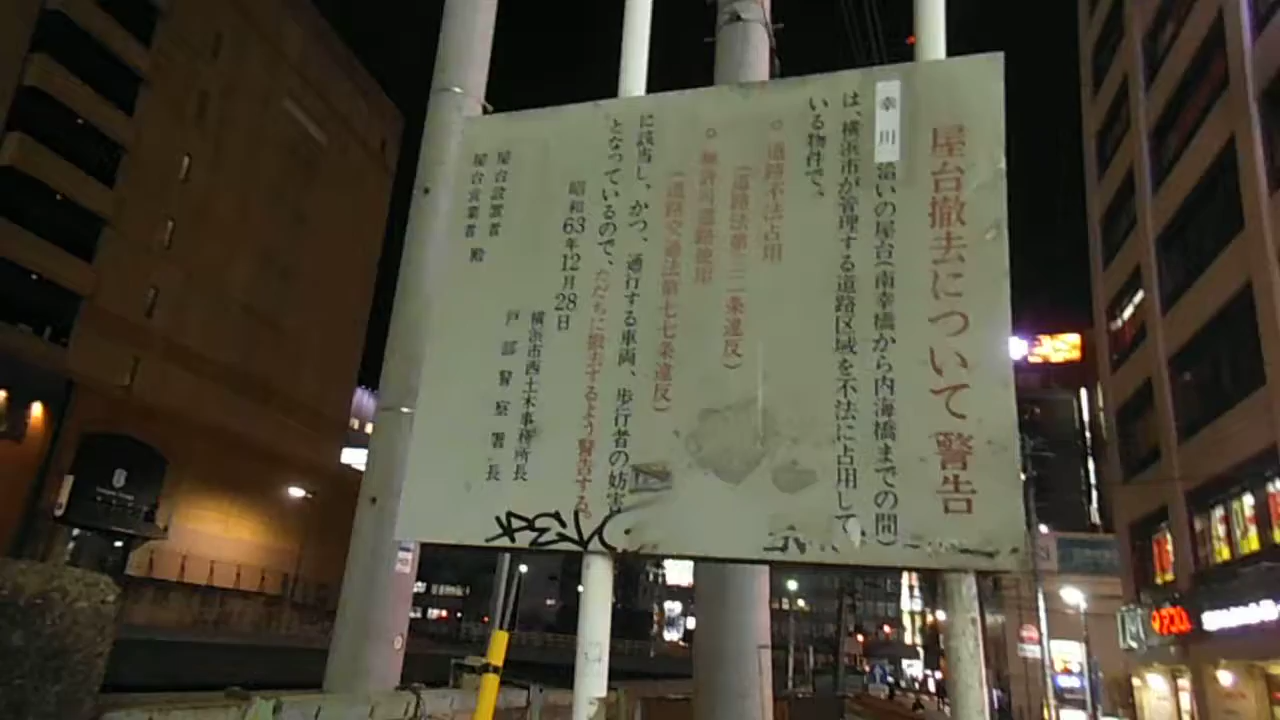 屋台撤去について警告
幸川 沿いの屋台(南幸橋から内海橋までの間)
は、横浜市が管理する道路区域を不法に占用して
いる物件で、
○ 道路不法占用
(道路法第三二条違反)
○ 無許可道路使用
(道路交通法第七七条違反)
に該当し、かつ、通行する車両、歩行者の妨害
となっているので、ただちに撤去するよう警告する。
昭和63年12月28日
横浜市西土木事務所長
戸部警察署長
屋台設置者
屋台営業者 殿